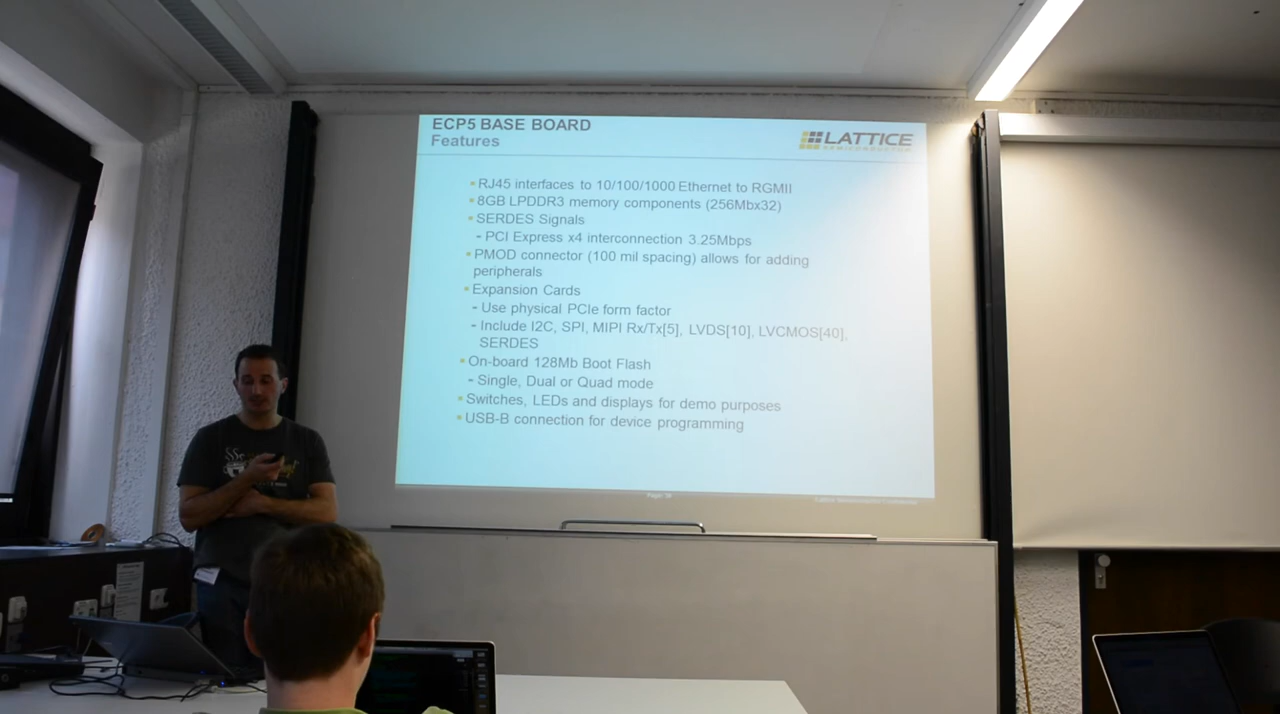 ECP5 BASE BOARD
Features
LATTICE
SEMICONDUCTOR
RJ45 interfaces to 10/100/1000 Ethernet to RGMII
8GB LPDDR3 memory components (256Mbx32)
SERDES Signals
- PCI Express x4 interconnection 3.25Mbps
PMOD connector (100 mil spacing) allows for adding
peripherals
Expansion Cards
- Use physical PCIe form factor
- Include I2C, SPI, MIPI Rx/Tx[5], LVDS[10], LVCMOS[40],
SERDES
On-board 128Mb Boot Flash
- Single, Dual or Quad mode
Switches, LEDs and displays for demo purposes
USB-B connection for device programming